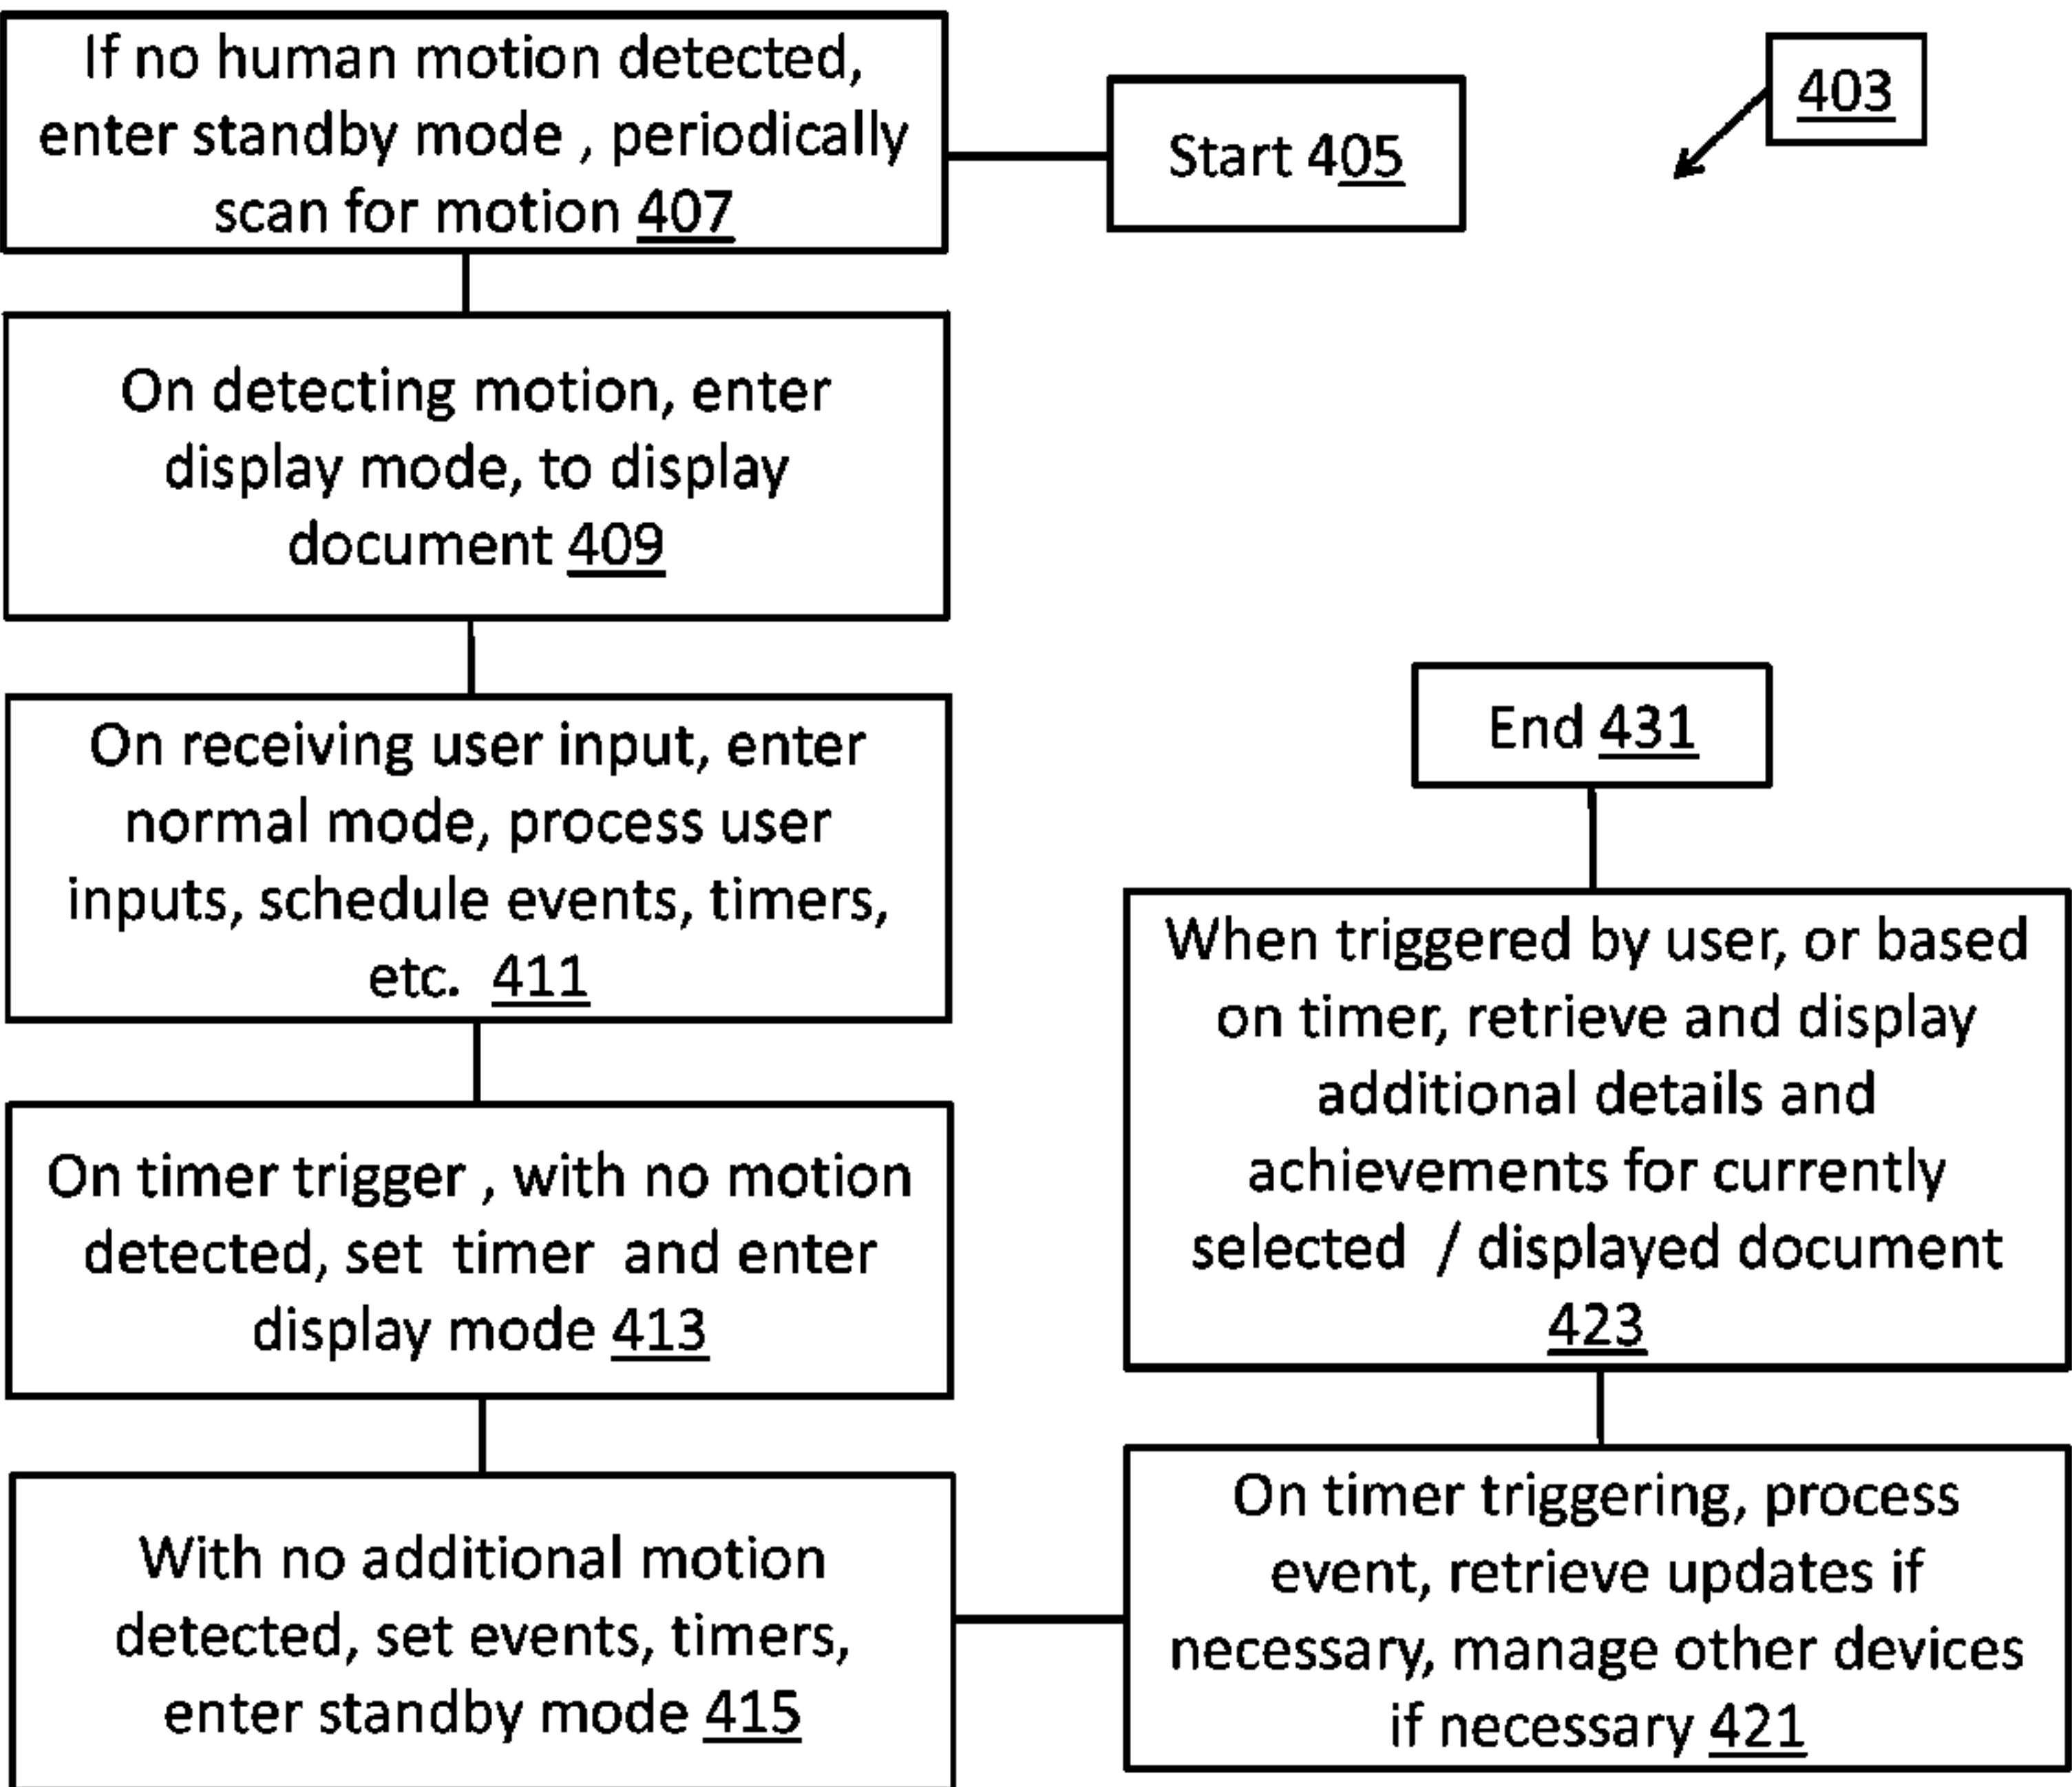 If no human motion detected,
enter standby mode , periodically
scan for motion 407
Start 405
403
On detecting motion, enter
display mode, to display
document 409
On receiving user input, enter
normal mode, process user
inputs, schedule events, timers,
etc. 411
On timer trigger , with no motion
detected, set timer and enter
display mode 413
With no additional motion
detected, set events, timers,
enter standby mode 415
End 431
When triggered by user, or based
on timer, retrieve and display
additional details and
achievements for currently
selected / displayed document
423
On timer triggering, process
event, retrieve updates if
necessary, manage other devices
if necessary 421